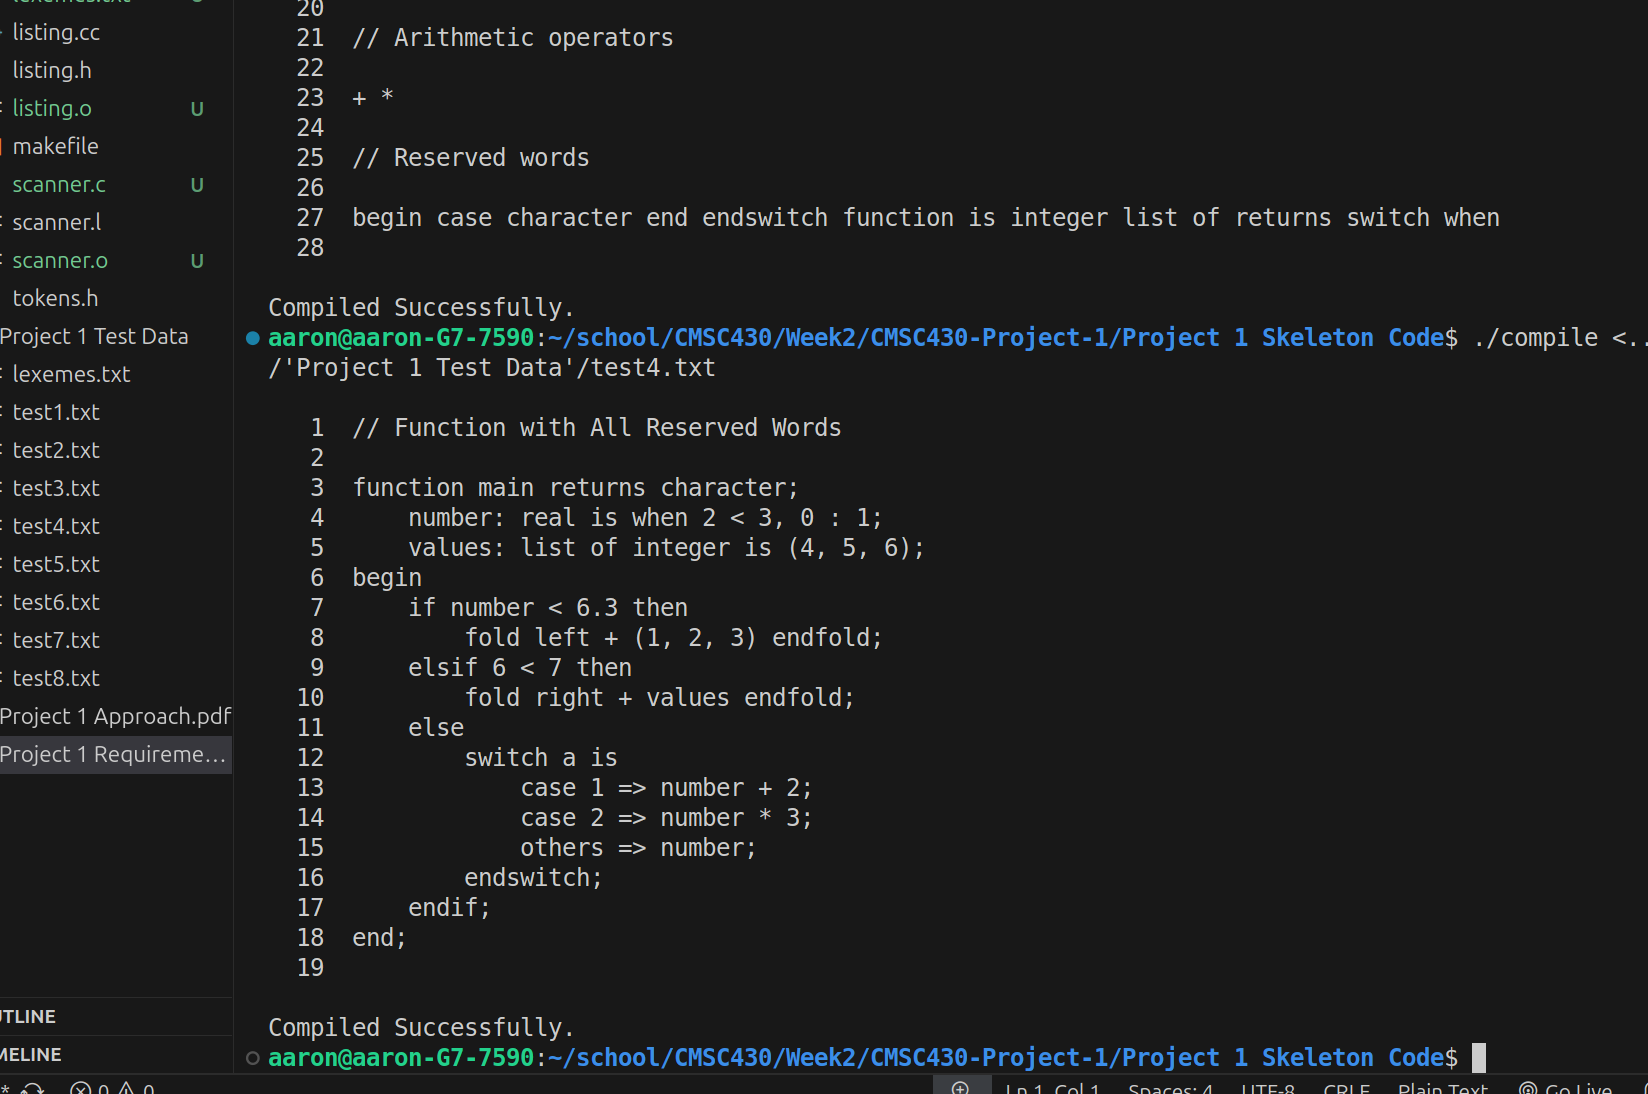 listing.cc
listing.h
listing.o U
makefile
scanner.c U
scanner.l
scanner.o U
tokens.h
Project 1 Test Data
lexemes.txt
test1.txt
test2.txt
test3.txt
test4.txt
test5.txt
test6.txt
test7.txt
test8.txt
Project 1 Approach.pdf
Project 1 Requireme...
20
21 // Arithmetic operators
22
23 + *
24
25 // Reserved words
26
27 begin case character end endswitch function is integer list of returns switch when
28
Compiled Successfully.
aaron@aaron-G7-7590:~/school/CMSC430/Week2/CMSC430-Project-1/Project 1 Skeleton Code$ ./compile <..
/'Project 1 Test Data'/test4.txt
1 // Function with All Reserved Words
2
3 function main returns character;
4 number: real is when 2 < 3, 0 : 1;
5 values: list of integer is (4, 5, 6);
6 begin
7 if number < 6.3 then
8 fold left + (1, 2, 3) endfold;
9 elsif 6 < 7 then
10 fold right + values endfold;
11 else
12 switch a is
13 case 1 => number + 2;
14 case 2 => number * 3;
15 others => number;
16 endswitch;
17 endif;
18 end;
19
Compiled Successfully.
aaron@aaron-G7-7590:~/school/CMSC430/Week2/CMSC430-Project-1/Project 1 Skeleton Code$
0 0 Ln 1, Col 1 Spaces: 4 UTF-8 CRLF Plain Text Go Live